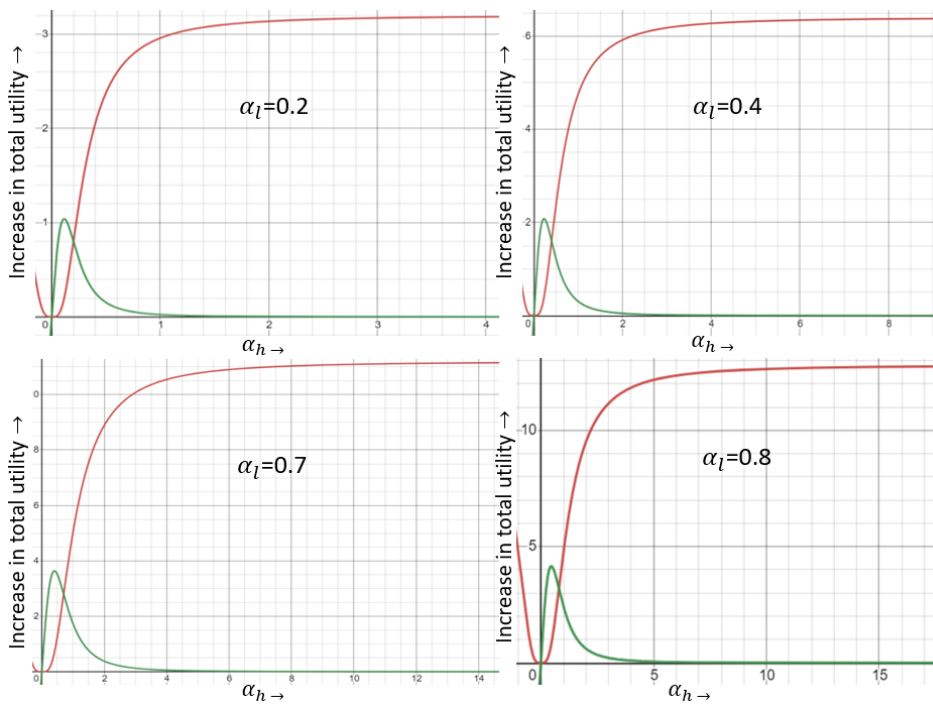 Increase in total utility →
3
2
1
α_l=0.2
0
1
2
3
4
α_h→
Increase in total utility →
6
4
2
α_l=0.4
0
2
4
6
8
α_h→
Increase in total utility →
0
8
6
4
2
α_l=0.7
0
2
4
6
8
10
12
14
α_h→
Increase in total utility →
10
5
α_l=0.8
0
5
10
15
α_h→